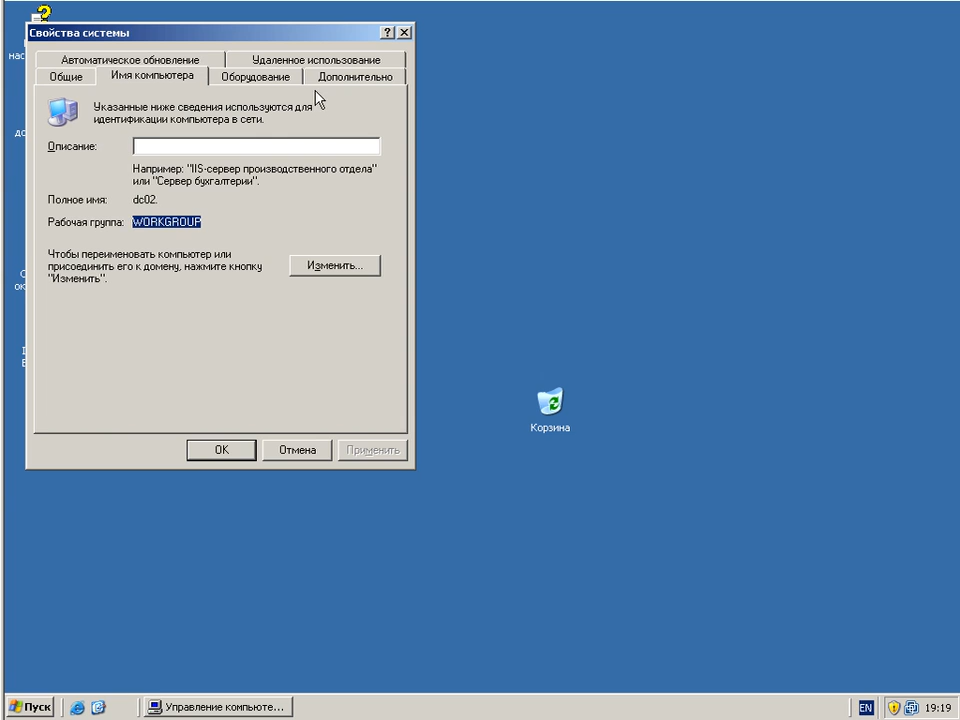 Свойства системы
Автоматическое обновление
Удаленное использование
Общие
Имя компьютера
Оборудование
Дополнительно
Указанные ниже сведения используются для
идентификации компьютера в сети.
Описание:
Например: "IIS-сервер производственного отдела"
или "Сервер бухгалтерии".
Полное имя: dc02.
Рабочая группа: WORKGROUP
Чтобы переименовать компьютер или
присоединить его к домену, нажмите кнопку
"Изменить".
Изменить...
OK
Отмена
Применить
Корзина
Пуск
Управление компьюте...
EN
19:19